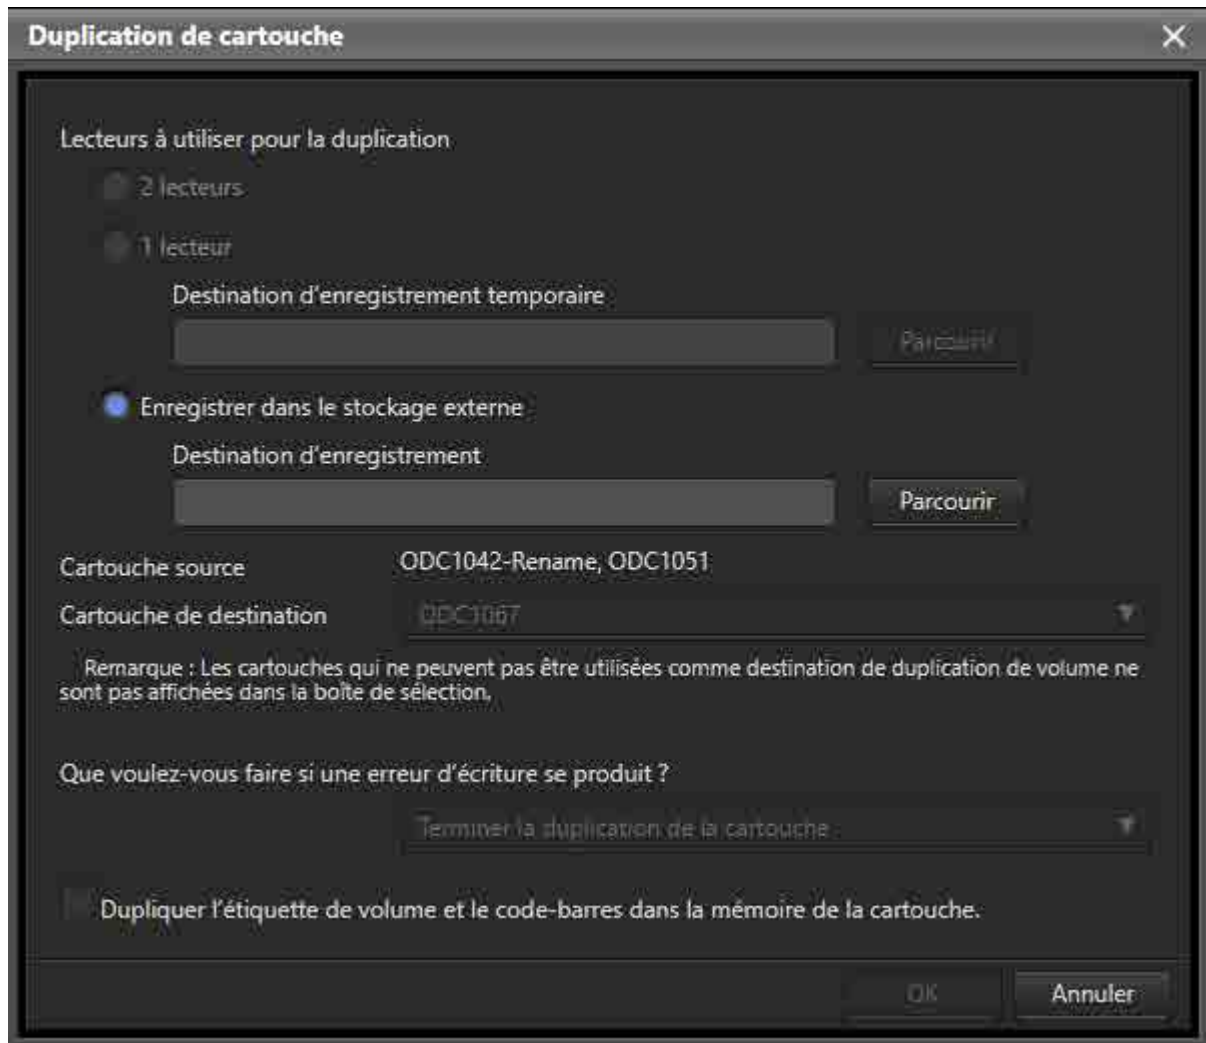 Duplication de cartouche
Lecteurs à utiliser pour la duplication
2 lecteurs
1 lecteur
Destination d'enregistrement temporaire
Parcourir
Enregistrer dans le stockage externe
Destination d'enregistrement
Parcourir
Cartouche source ODC1042-Rename, ODC1051
Cartouche de destination ODC1067
Remarque : Les cartouches qui ne peuvent pas être utilisées comme destination de duplication de volume ne
sont pas affichées dans la boîte de sélection.
Que voulez-vous faire si une erreur d'écriture se produit ?
Terminer la duplication de la cartouche
Dupliquer l'étiquette de volume et le code-barres dans la mémoire de la cartouche.
OK Annuler